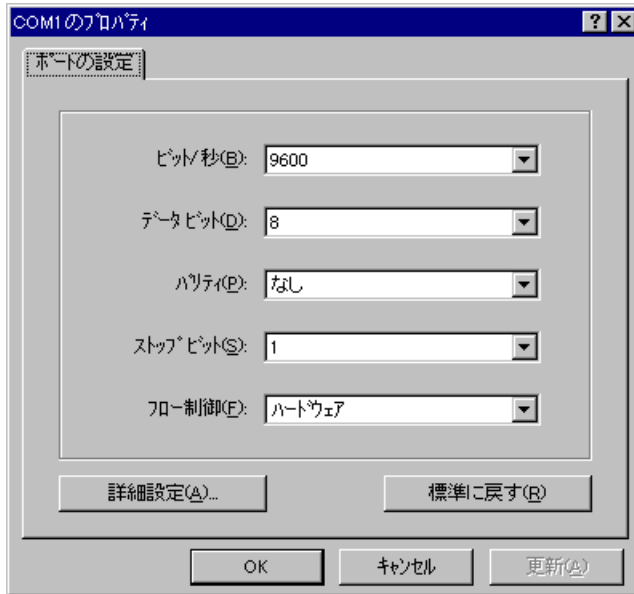 COM1のﾌﾟﾛﾊﾟﾃｨ
ﾎﾟｰﾄの設定
ﾋﾞｯﾄ/秒(B): 9600
ﾃﾞｰﾀ ﾋﾞｯﾄ(D): 8
ﾊﾟﾘﾃｨ(P): なし
ｽﾄｯﾌﾟ ﾋﾞｯﾄ(S): 1
ﾌﾛｰ制御(F): ﾊｰﾄﾞｳｪｱ
詳細設定(A)... 標準に戻す(R)
OK ｷｬﾝｾﾙ 更新(A)